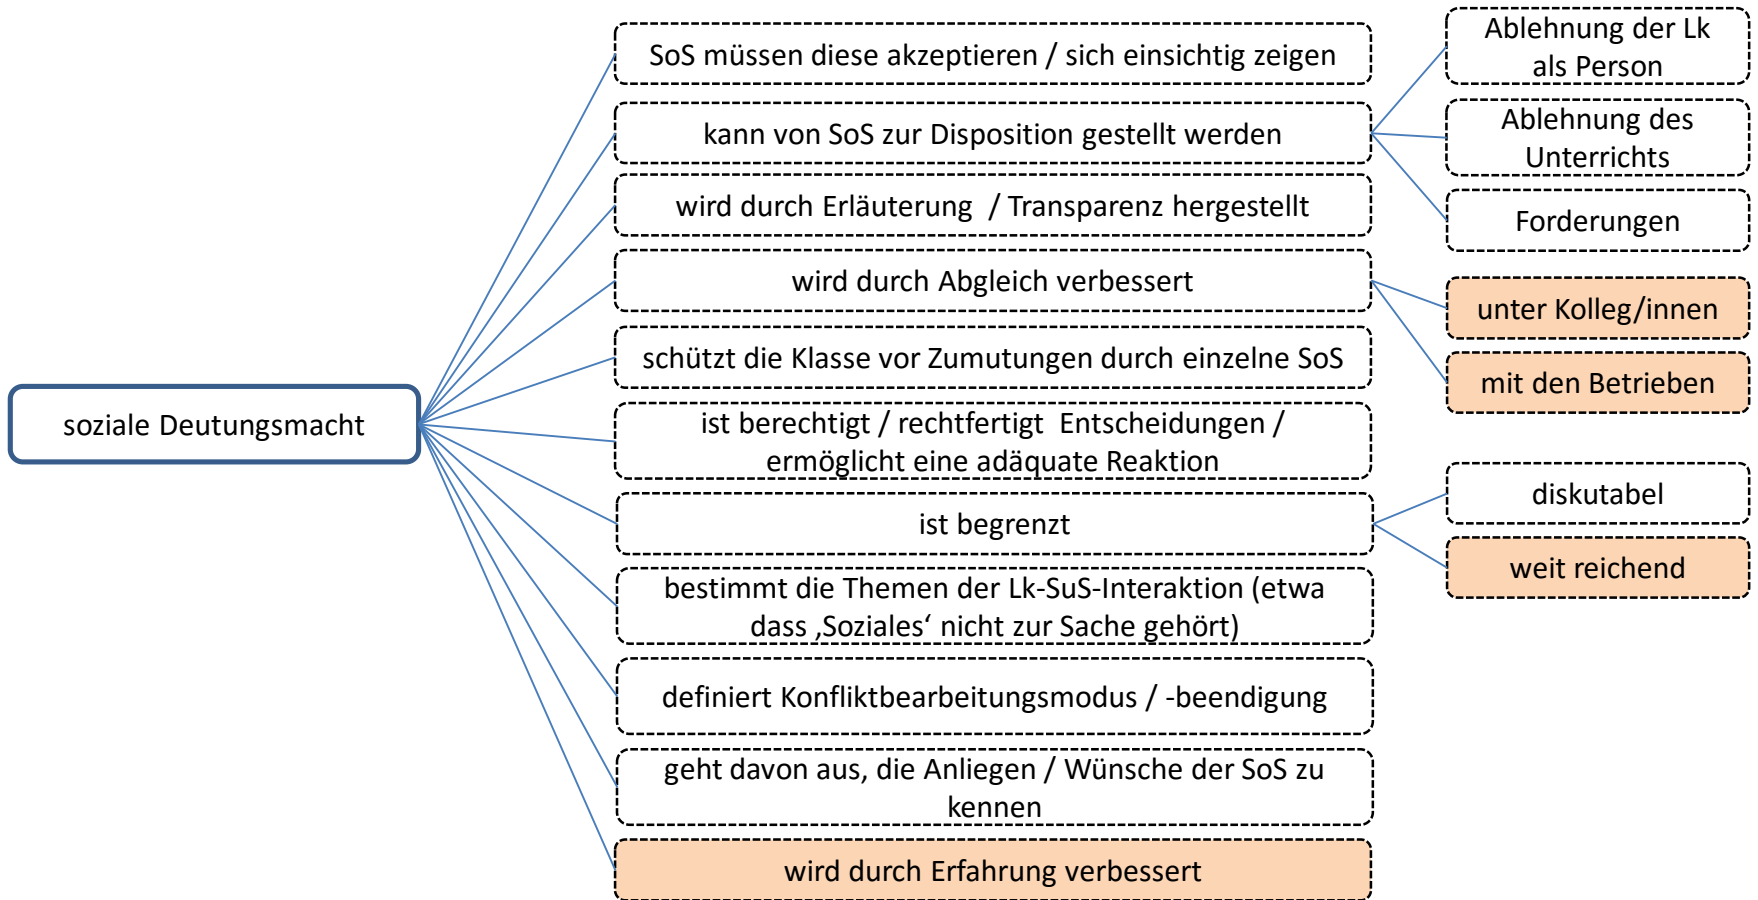 soziale Deutungsmacht
SoS müssen diese akzeptieren / sich einsichtig zeigen
kann von SoS zur Disposition gestellt werden
Ablehnung der Lk
als Person
Ablehnung des
Unterrichts
Forderungen
wird durch Erläuterung / Transparenz hergestellt
wird durch Abgleich verbessert
unter Kolleg/innen
mit den Betrieben
schützt die Klasse vor Zumutungen durch einzelne SoS
ist berechtigt / rechtfertigt Entscheidungen /
ermöglicht eine adäquate Reaktion
ist begrenzt
diskutabel
weit reichend
bestimmt die Themen der Lk-SuS-Interaktion (etwa
dass ‚Soziales‘ nicht zur Sache gehört)
definiert Konfliktbearbeitungsmodus / -beendigung
geht davon aus, die Anliegen / Wünsche der SoS zu
kennen
wird durch Erfahrung verbessert